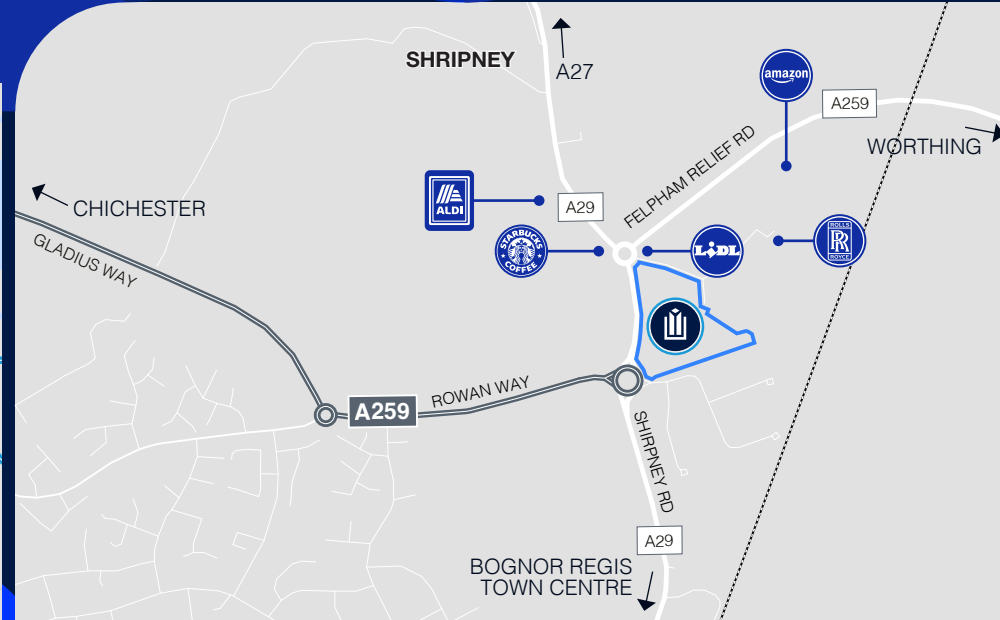 SHRIPNEY
A27
amazon
A259
WORTHING
FELPHAM RELIEF RD
ALDI
A29
CHICHESTER
GLADIUS WAY
STARBUCKS
COFFEE
LIDL
ROLLS
RR
ROYCE
ROWAN WAY
A259
SHIRPNEY RD
A29
BOGNOR REGIS
TOWN CENTRE